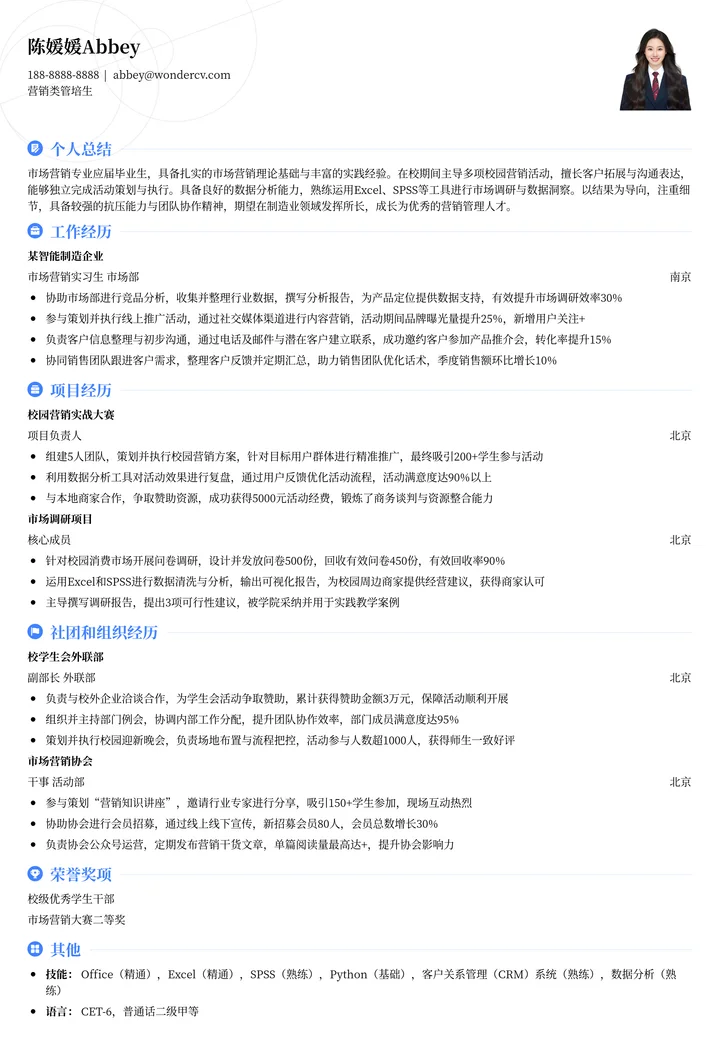 陈媛媛Abbey
188-8888-8888 | abbey@wondercv.com
营销类管培生
个人总结
市场营销专业应届毕业生，具备扎实的市场营销理论基础与丰富的实践经验。在校期间主导多项校园营销活动，擅长客户拓展与沟通表达，
能够独立完成活动策划与执行。具备良好的数据分析能力，熟练运用Excel、SPSS等工具进行市场调研与数据洞察。以结果为导向，注重细
节，具备较强的抗压能力与团队协作精神，期望在制造业领域发挥所长，成长为优秀的营销管理人才。
工作经历
某智能制造企业
市场营销实习生 市场部 南京
• 协助市场部进行竞品分析，收集并整理行业数据，撰写分析报告，为产品定位提供数据支持，有效提升市场调研效率30%
• 参与策划并执行线上推广活动，通过社交媒体渠道进行内容营销，活动期间品牌曝光量提升25%，新增用户关注+
• 负责客户信息整理与初步沟通，通过电话及邮件与潜在客户建立联系，成功邀约客户参加产品推介会，转化率提升15%
• 协同销售团队跟进客户需求，整理客户反馈并定期汇总，助力销售团队优化话术，季度销售额环比增长10%
项目经历
校园营销实战大赛
项目负责人 北京
• 组建5人团队，策划并执行校园营销方案，针对目标用户群体进行精准推广，最终吸引200+学生参与活动
• 利用数据分析工具对活动效果进行复盘，通过用户反馈优化活动流程，活动满意度达90%以上
• 与本地商家合作，争取赞助资源，成功获得5000元活动经费，锻炼了商务谈判与资源整合能力
市场调研项目
核心成员 北京
• 针对校园消费市场开展问卷调研，设计并发放问卷500份，回收有效问卷450份，有效回收率90%
• 运用Excel和SPSS进行数据清洗与分析，输出可视化报告，为校园周边商家提供经营建议，获得商家认可
• 主导撰写调研报告，提出3项可行性建议，被学院采纳并用于实践教学案例
社团和组织经历
校学生会外联部
副部长 外联部 北京
• 负责与校外企业洽谈合作，为学生会活动争取赞助，累计获得赞助金额3万元，保障活动顺利开展
• 组织并主持部门例会，协调内部工作分配，提升团队协作效率，部门成员满意度达95%
• 策划并执行校园迎新晚会，负责场地布置与流程把控，活动参与人数超1000人，获得师生一致好评
市场营销协会
干事 活动部 北京
• 参与策划“营销知识讲座”，邀请行业专家进行分享，吸引150+学生参加，现场互动热烈
• 协助协会进行会员招募，通过线上线下宣传，新招募会员80人，会员总数增长30%
• 负责协会公众号运营，定期发布营销干货文章，单篇阅读量最高达+，提升协会影响力
荣誉奖项
校级优秀学生干部
市场营销大赛二等奖
其他
• 技能： Office（精通）, Excel（精通）, SPSS（熟练）, Python（基础）, 客户关系管理（CRM）系统（熟练）, 数据分析（熟
练）
• 语言： CET-6，普通话二级甲等